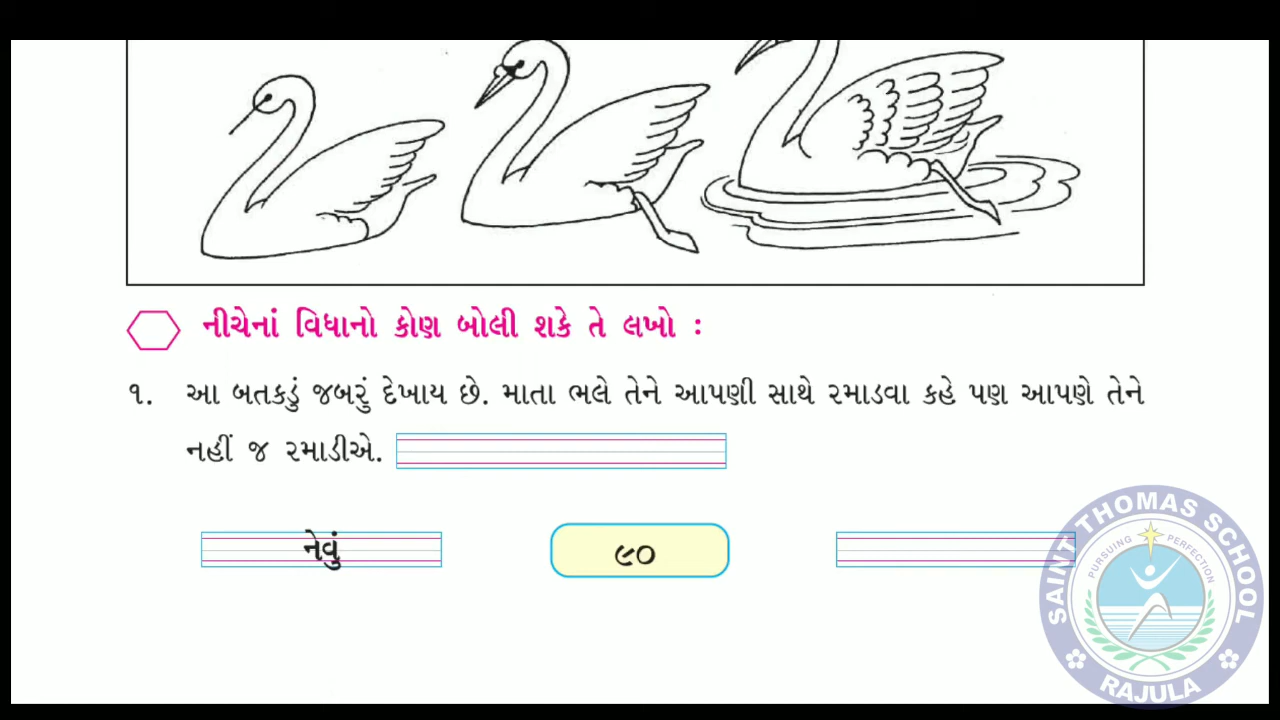 નીચેનાં વિધાનો કોણ બોલી શકે તે લખો :
૧. આ બતકડું જબરું દેખાય છે. માતા ભલે તેને આપણી સાથે રમાડવા કહે પણ આપણે તેને
નહીં જ રમાડીએ.
નેવું
૯૦
SAINT THOMAS SCHOOL
PURSUING PERFECTION
RAJULA